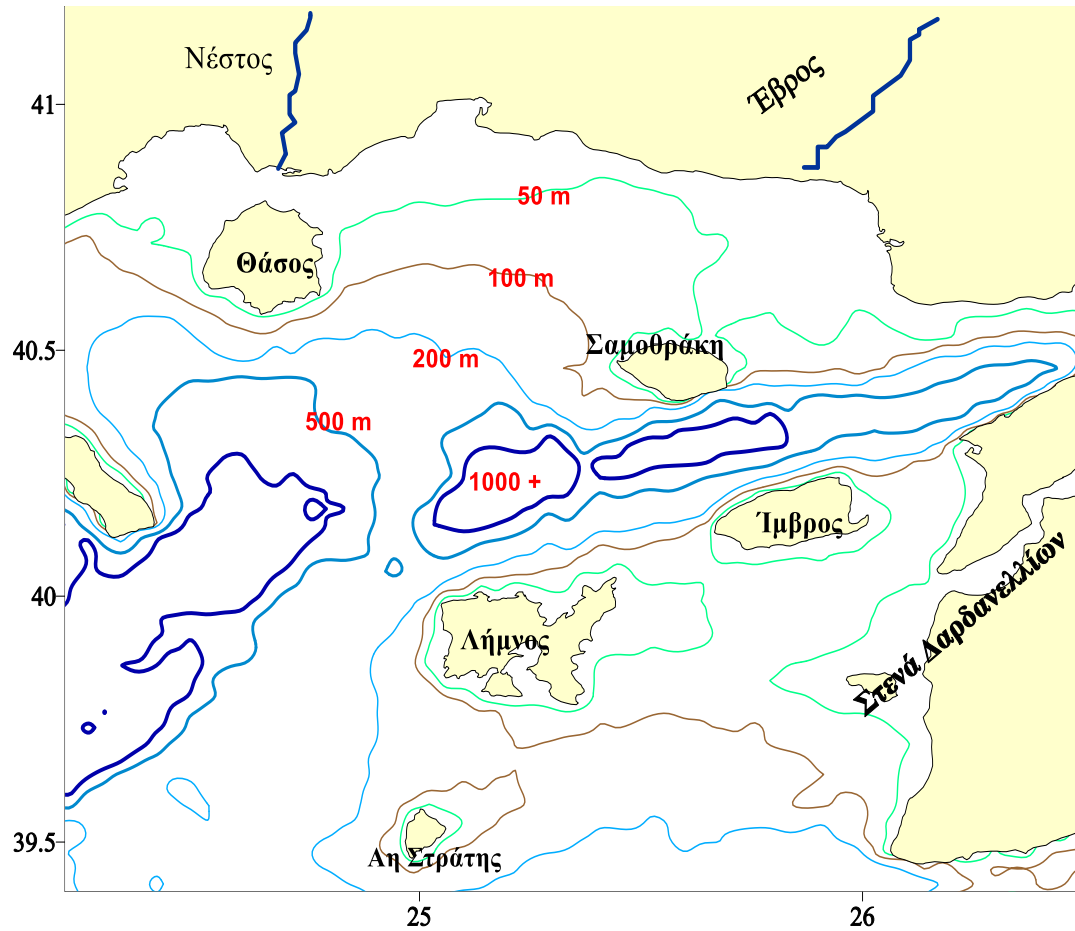 Νέστος
Έβρος
41
50 m
Θάσος
100 m
40.5
Σαμοθράκη
200 m
500 m
1000 +
Ίμβρος
40
Λήμνος
Στενά Δαρδανελλίων
39.5
Αη Στράτης
25
26